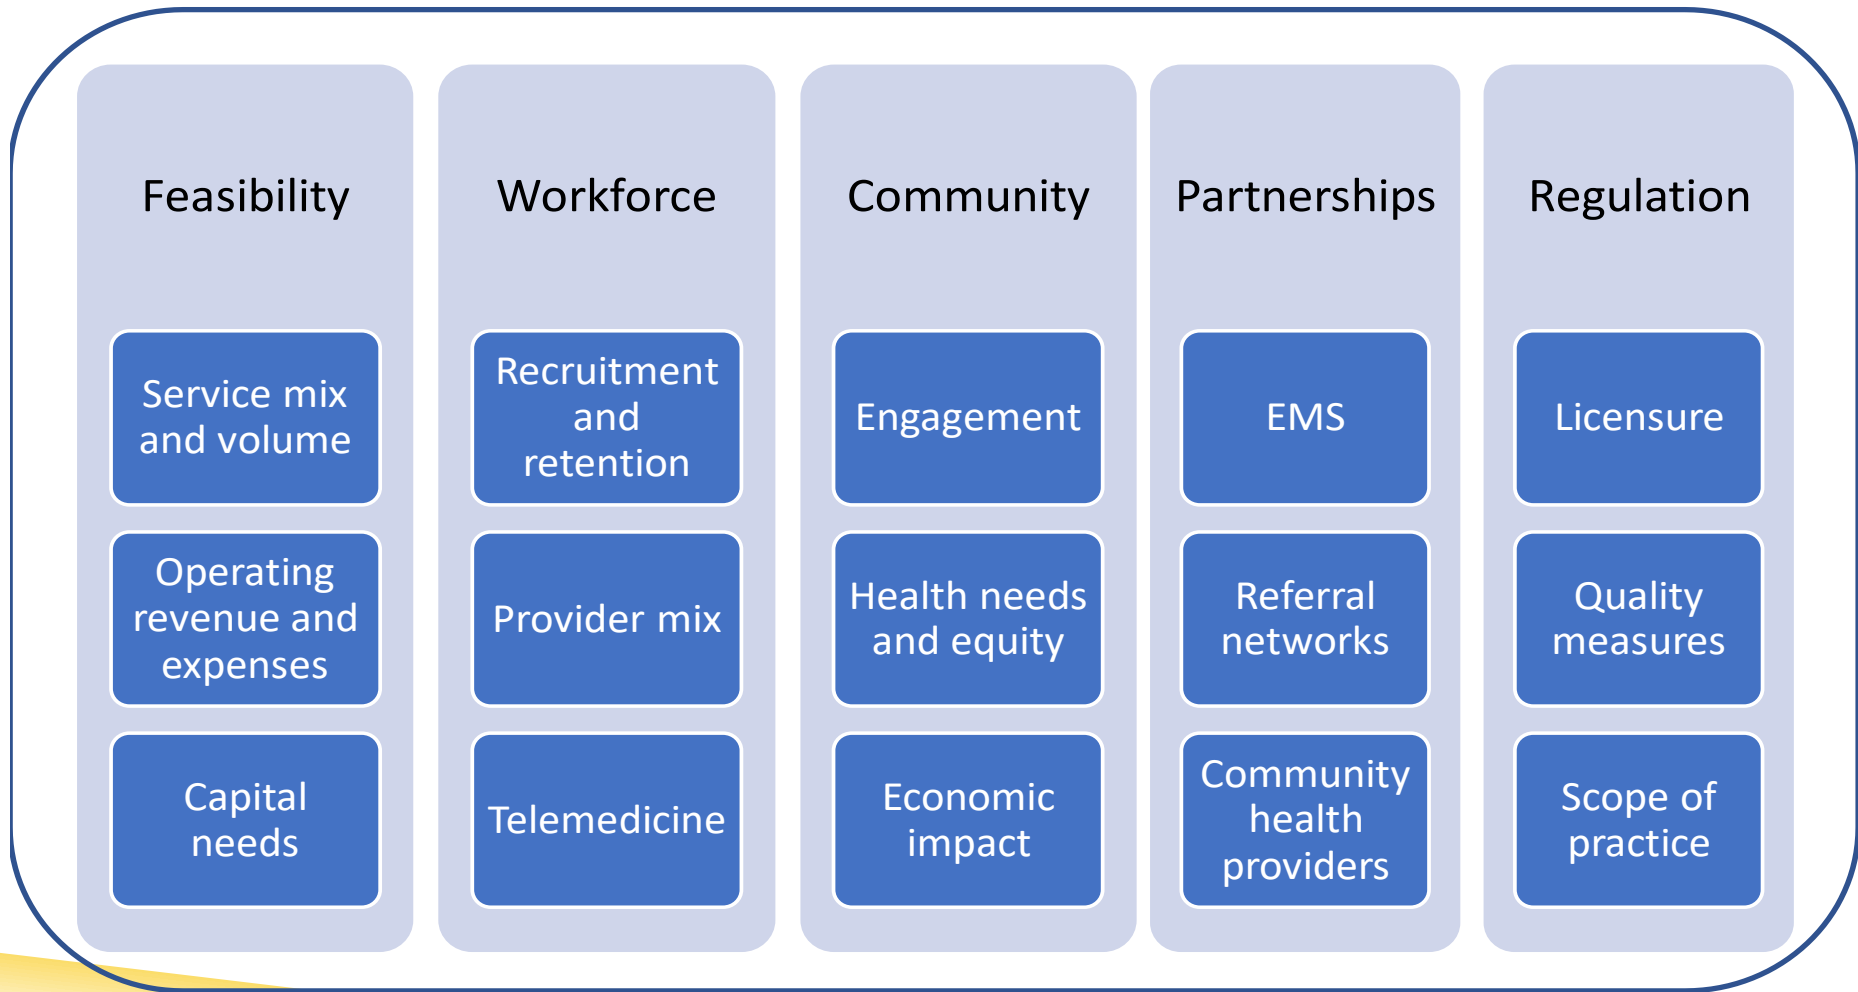 Feasibility
Service mix
and volume
Operating
revenue and
expenses
Capital
needs
Workforce
Recruitment
and
retention
Provider mix
Telemedicine
Community
Engagement
Health needs
and equity
Economic
impact
Partnerships
EMS
Referral
networks
Community
health
providers
Regulation
Licensure
Quality
measures
Scope of
practice